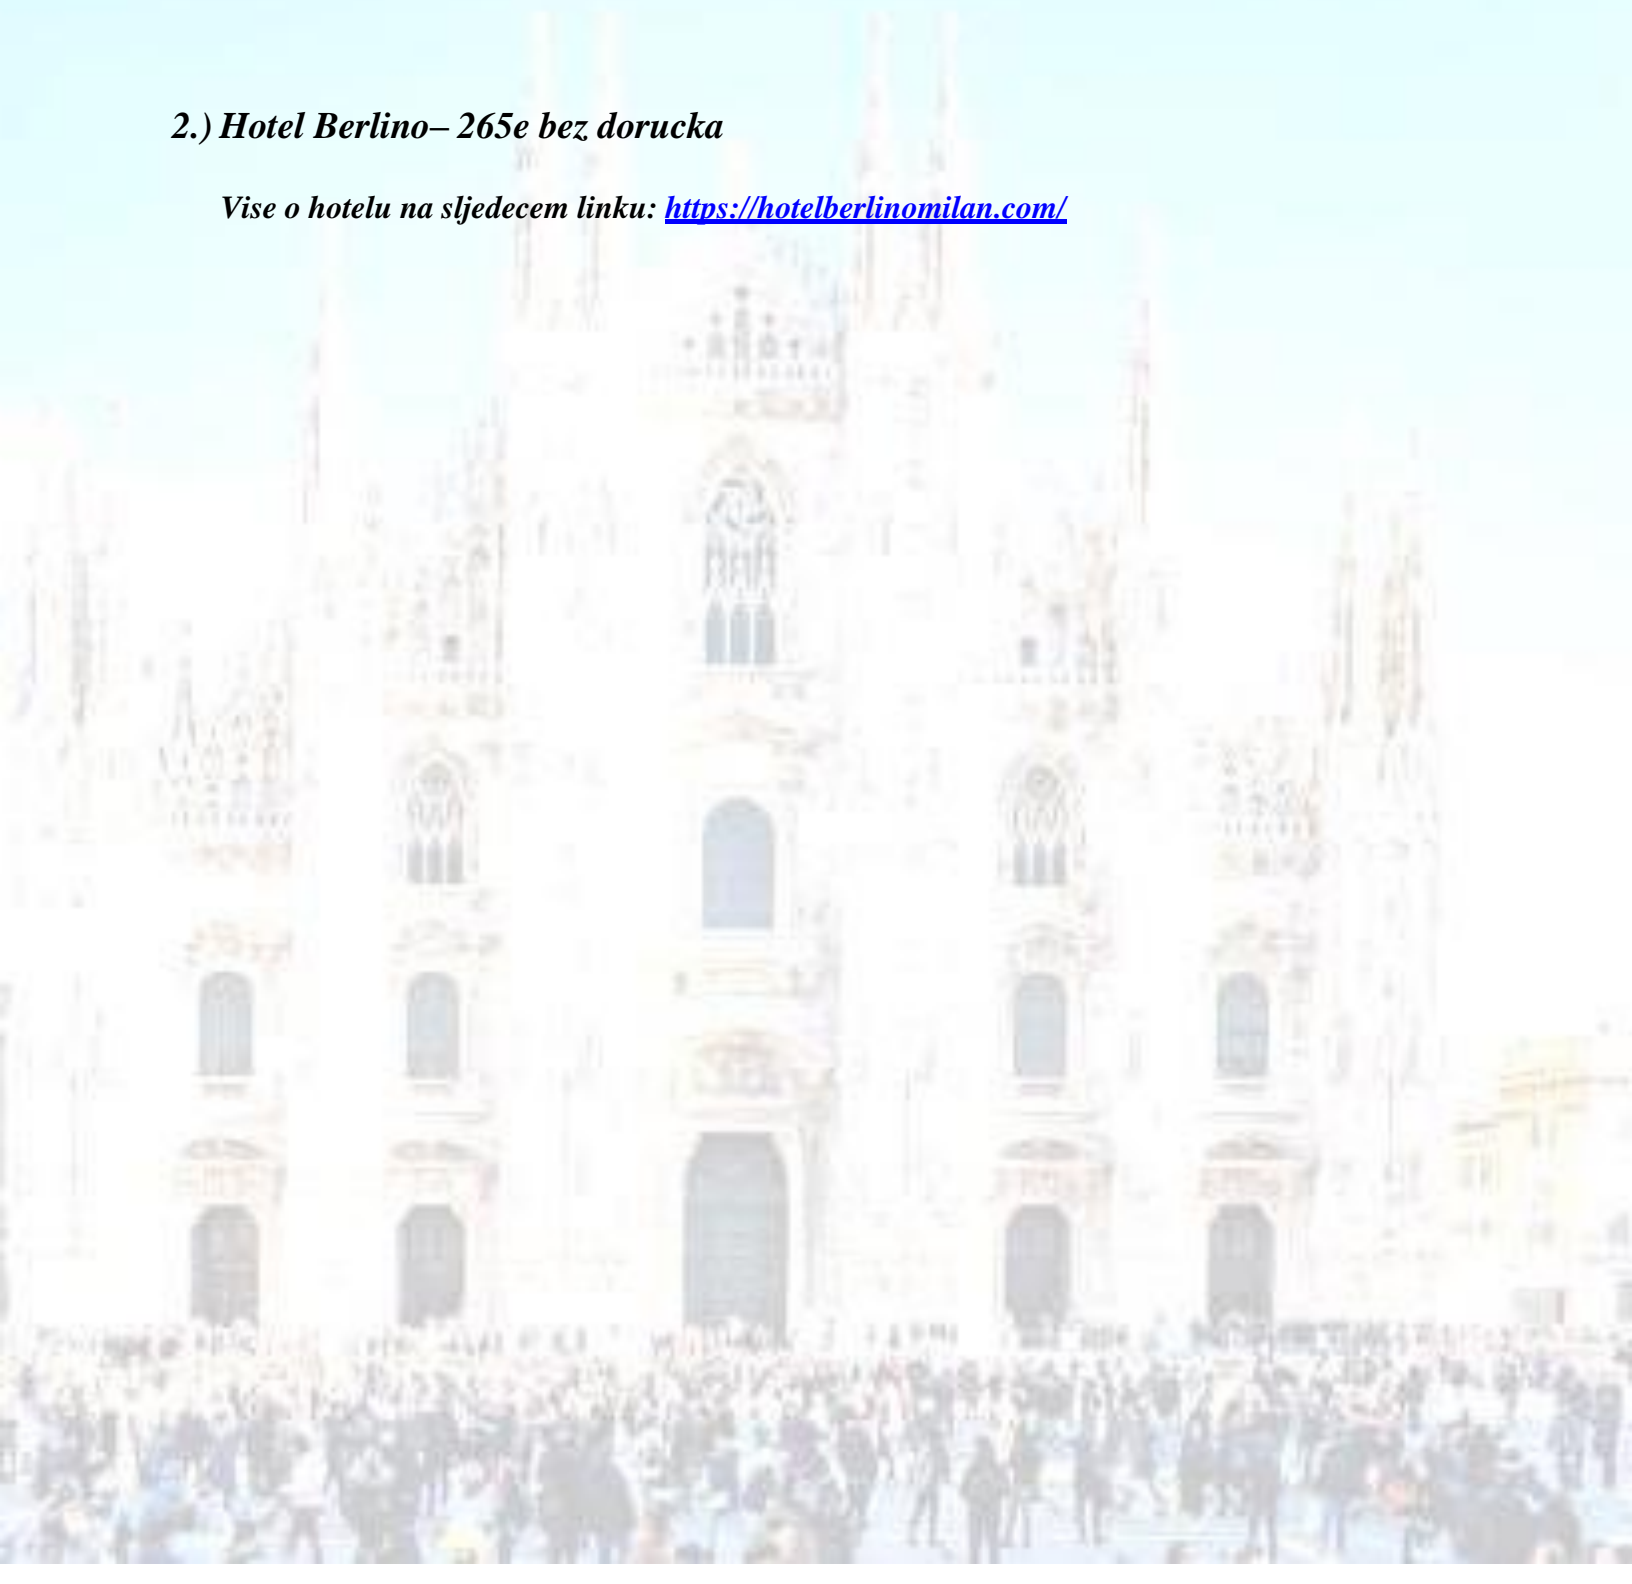 2.) Hotel Berlino– 265e bez dorucka
Vise o hotelu na sljedecem linku: https://hotelberlinomilan.com/